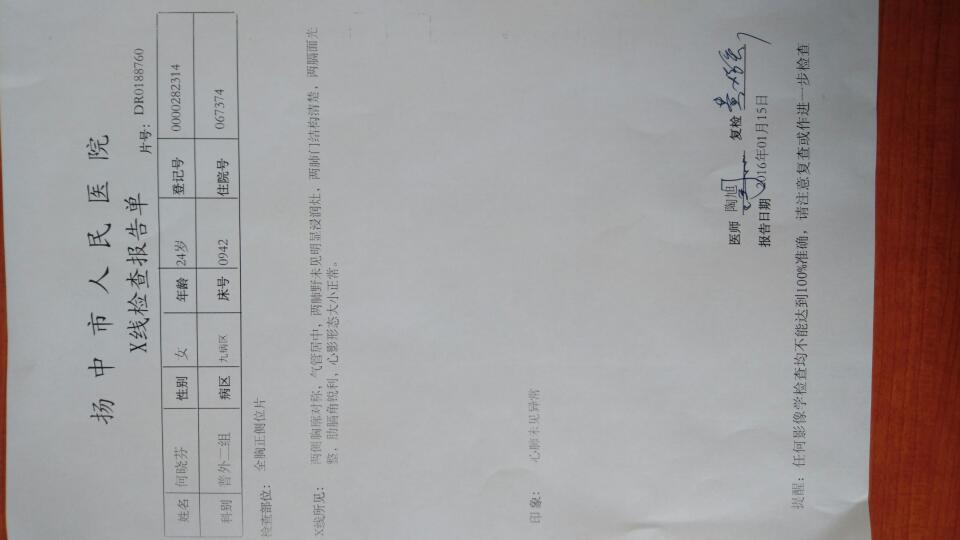 扬中市人民医院
X线检查报告单
片号：DR0188760
姓名 何晓芬 性别 女 年龄 24岁 登记号 0000282314
科别 普外二组 病区 九病区 床号 0942 住院号 067374
检查部位： 全胸正侧位片
X线所见： 两侧胸廓对称，气管居中，两肺野未见明显浸润灶，两肺门结构清楚，两膈面光
整，肋膈角锐利，心影形态大小正常。
印象： 心肺未见异常
医师 陶旭 复检
报告日期 2016年01月15日
提醒：任何影像学检查均不能达到100%准确，请注意复查或作进一步检查